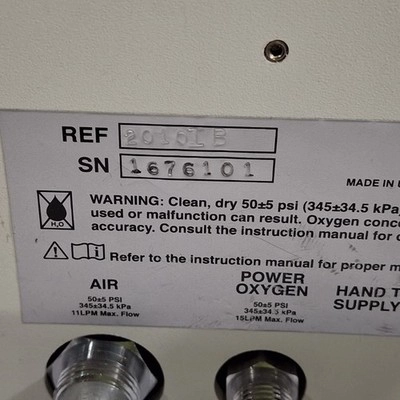 REF 2010IB
SN 1676101
MADE IN
WARNING: Clean, dry 50±5 psi (345±34.5 kPa)
used or malfunction can result. Oxygen conc
accuracy. Consult the instruction manual for
H₂O
Refer to the instruction manual for proper m
AIR
50±5 PSI
345±34.5 kPa
11LPM Max. Flow
POWER
OXYGEN
50±5 PSI
345±34.5 kPa
15LPM Max. Flow
HAND T
SUPPLY